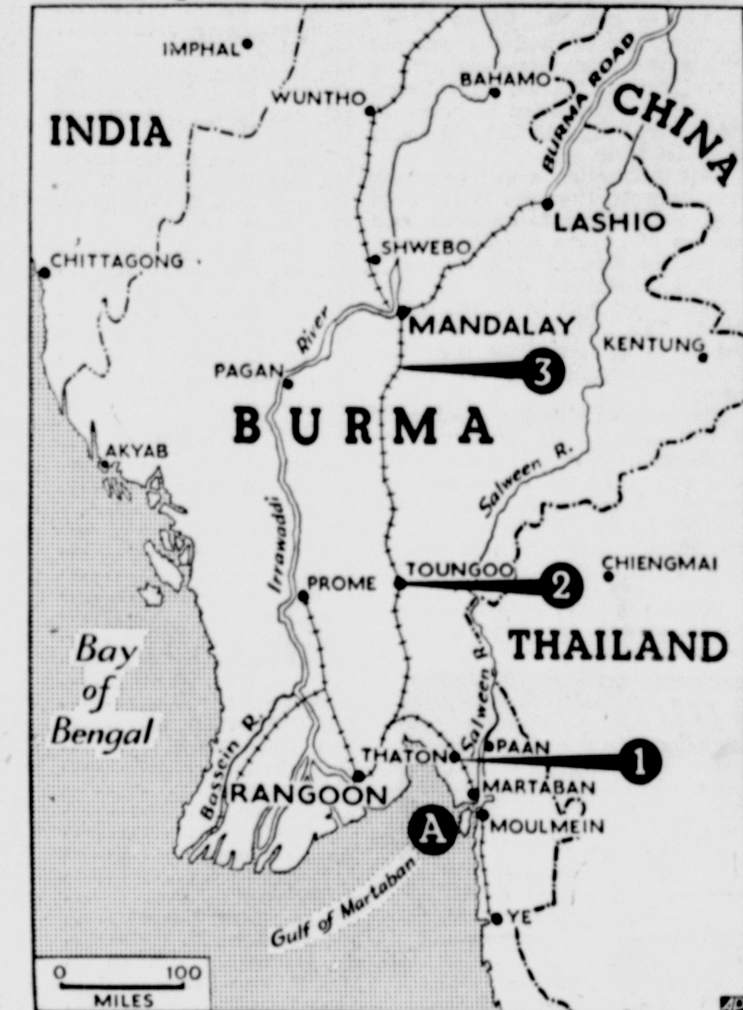 IMPHAL
BAHAMO
BURMA ROAD
WUNTHO
CHINA
INDIA
LASHIO
SHWEBO
CHITTAGONG
River
MANDALAY
KENTUNG
PAGAN
3
BURMA
AKYAB
Salween R.
Irrawaddi
TOUNGOO
CHIENGMAI
PROME
2
THAILAND
Bay
of
Bengal
Salween R.
Bassein R.
PAAN
THATON
1
RANGOON
MARTABAN
A
MOULMEIN
Gulf of Martaban
YE
0 100
MILES